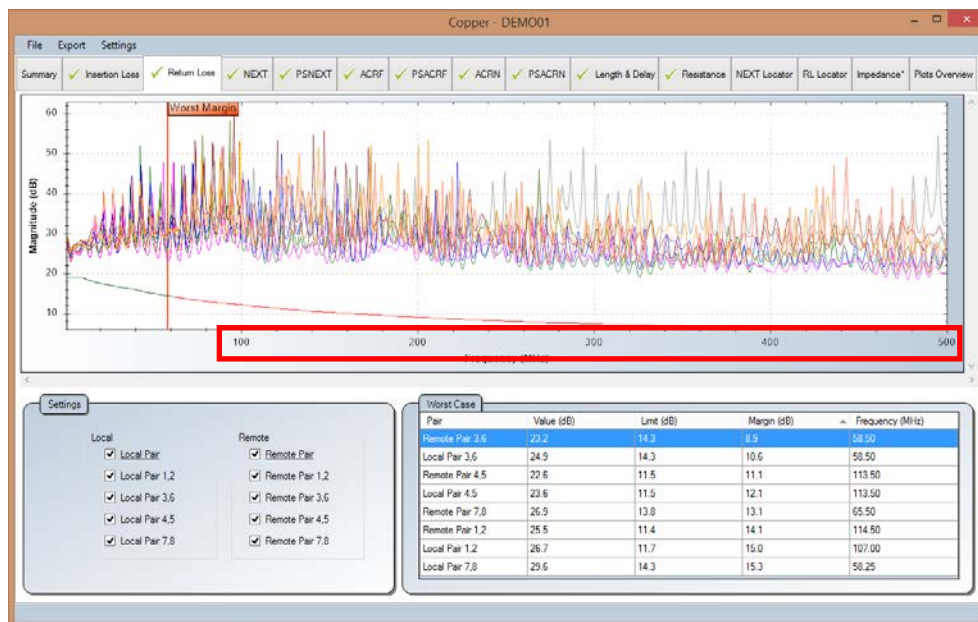 Copper - DEMO01
File Export Settings
Summary Insertion Loss Return Loss NEXT PSNEXT ACRF PSACRF ACRN PSACRN Length & Delay Resistance NEXT Locator RL Locator Impedance* Plots Overview
Worst Margin
60
50
40
30
20
10
Magnitude (dB)
100 200 300 400 500
Frequency (MHz)
Settings
Local Remote
Local Pair Remote Pair
Local Pair 1,2 Remote Pair 1,2
Local Pair 3,6 Remote Pair 3,6
Local Pair 4,5 Remote Pair 4,5
Local Pair 7,8 Remote Pair 7,8
Worst Case
Pair Value (dB) Limit (dB) Margin (dB) Frequency (MHz)
Remote Pair 3,6 23.2 14.3 8.9 58.50
Local Pair 3,6 24.9 14.3 10.6 58.50
Remote Pair 4,5 22.6 11.5 11.1 113.50
Local Pair 4,5 23.6 11.5 12.1 113.50
Remote Pair 7,8 26.9 13.8 13.1 65.50
Remote Pair 1,2 25.5 11.4 14.1 114.50
Local Pair 1,2 26.7 11.7 15.0 107.00
Local Pair 7,8 29.6 14.3 15.3 58.25